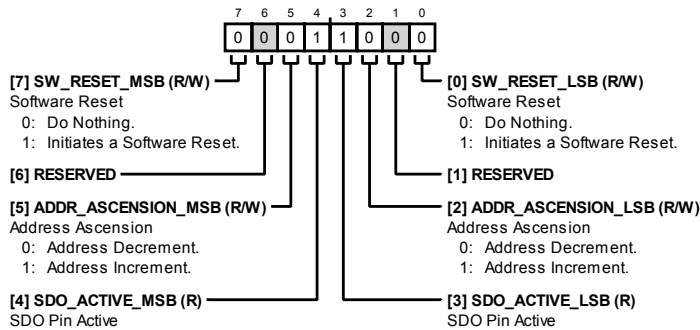 7 6 5 4 3 2 1 0
0 0 0 1 1 0 0 0
[7] SW_RESET_MSB (R/W)
Software Reset
0: Do Nothing.
1: Initiates a Software Reset.
[6] RESERVED
[5] ADDR_ASCENSION_MSB (R/W)
Address Ascension
0: Address Decrement.
1: Address Increment.
[4] SDO_ACTIVE_MSB (R)
SDO Pin Active
[0] SW_RESET_LSB (R/W)
Software Reset
0: Do Nothing.
1: Initiates a Software Reset.
[1] RESERVED
[2] ADDR_ASCENSION_LSB (R/W)
Address Ascension
0: Address Decrement.
1: Address Increment.
[3] SDO_ACTIVE_LSB (R)
SDO Pin Active